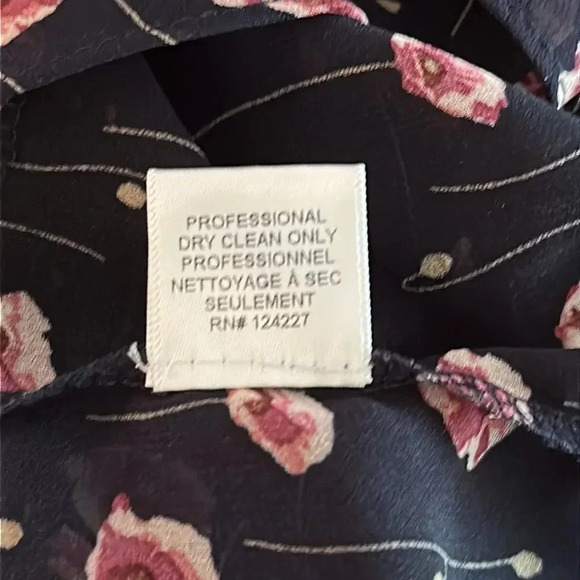 PROFESSIONAL
DRY CLEAN ONLY
PROFESSIONNEL
NETTOYAGE À SEC
SEULEMENT
RN# 124227